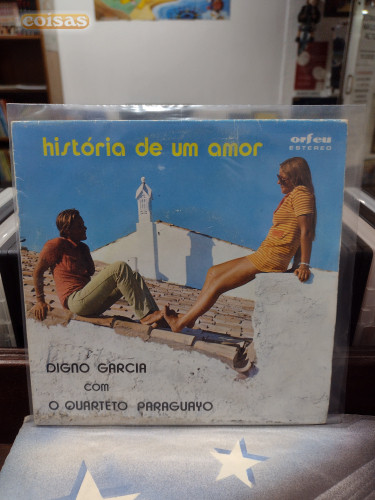 coisas
história de um amor
orfeu
ESTEREO
DIGNO GARCIA
com
O QUARTETO PARAGUAYO